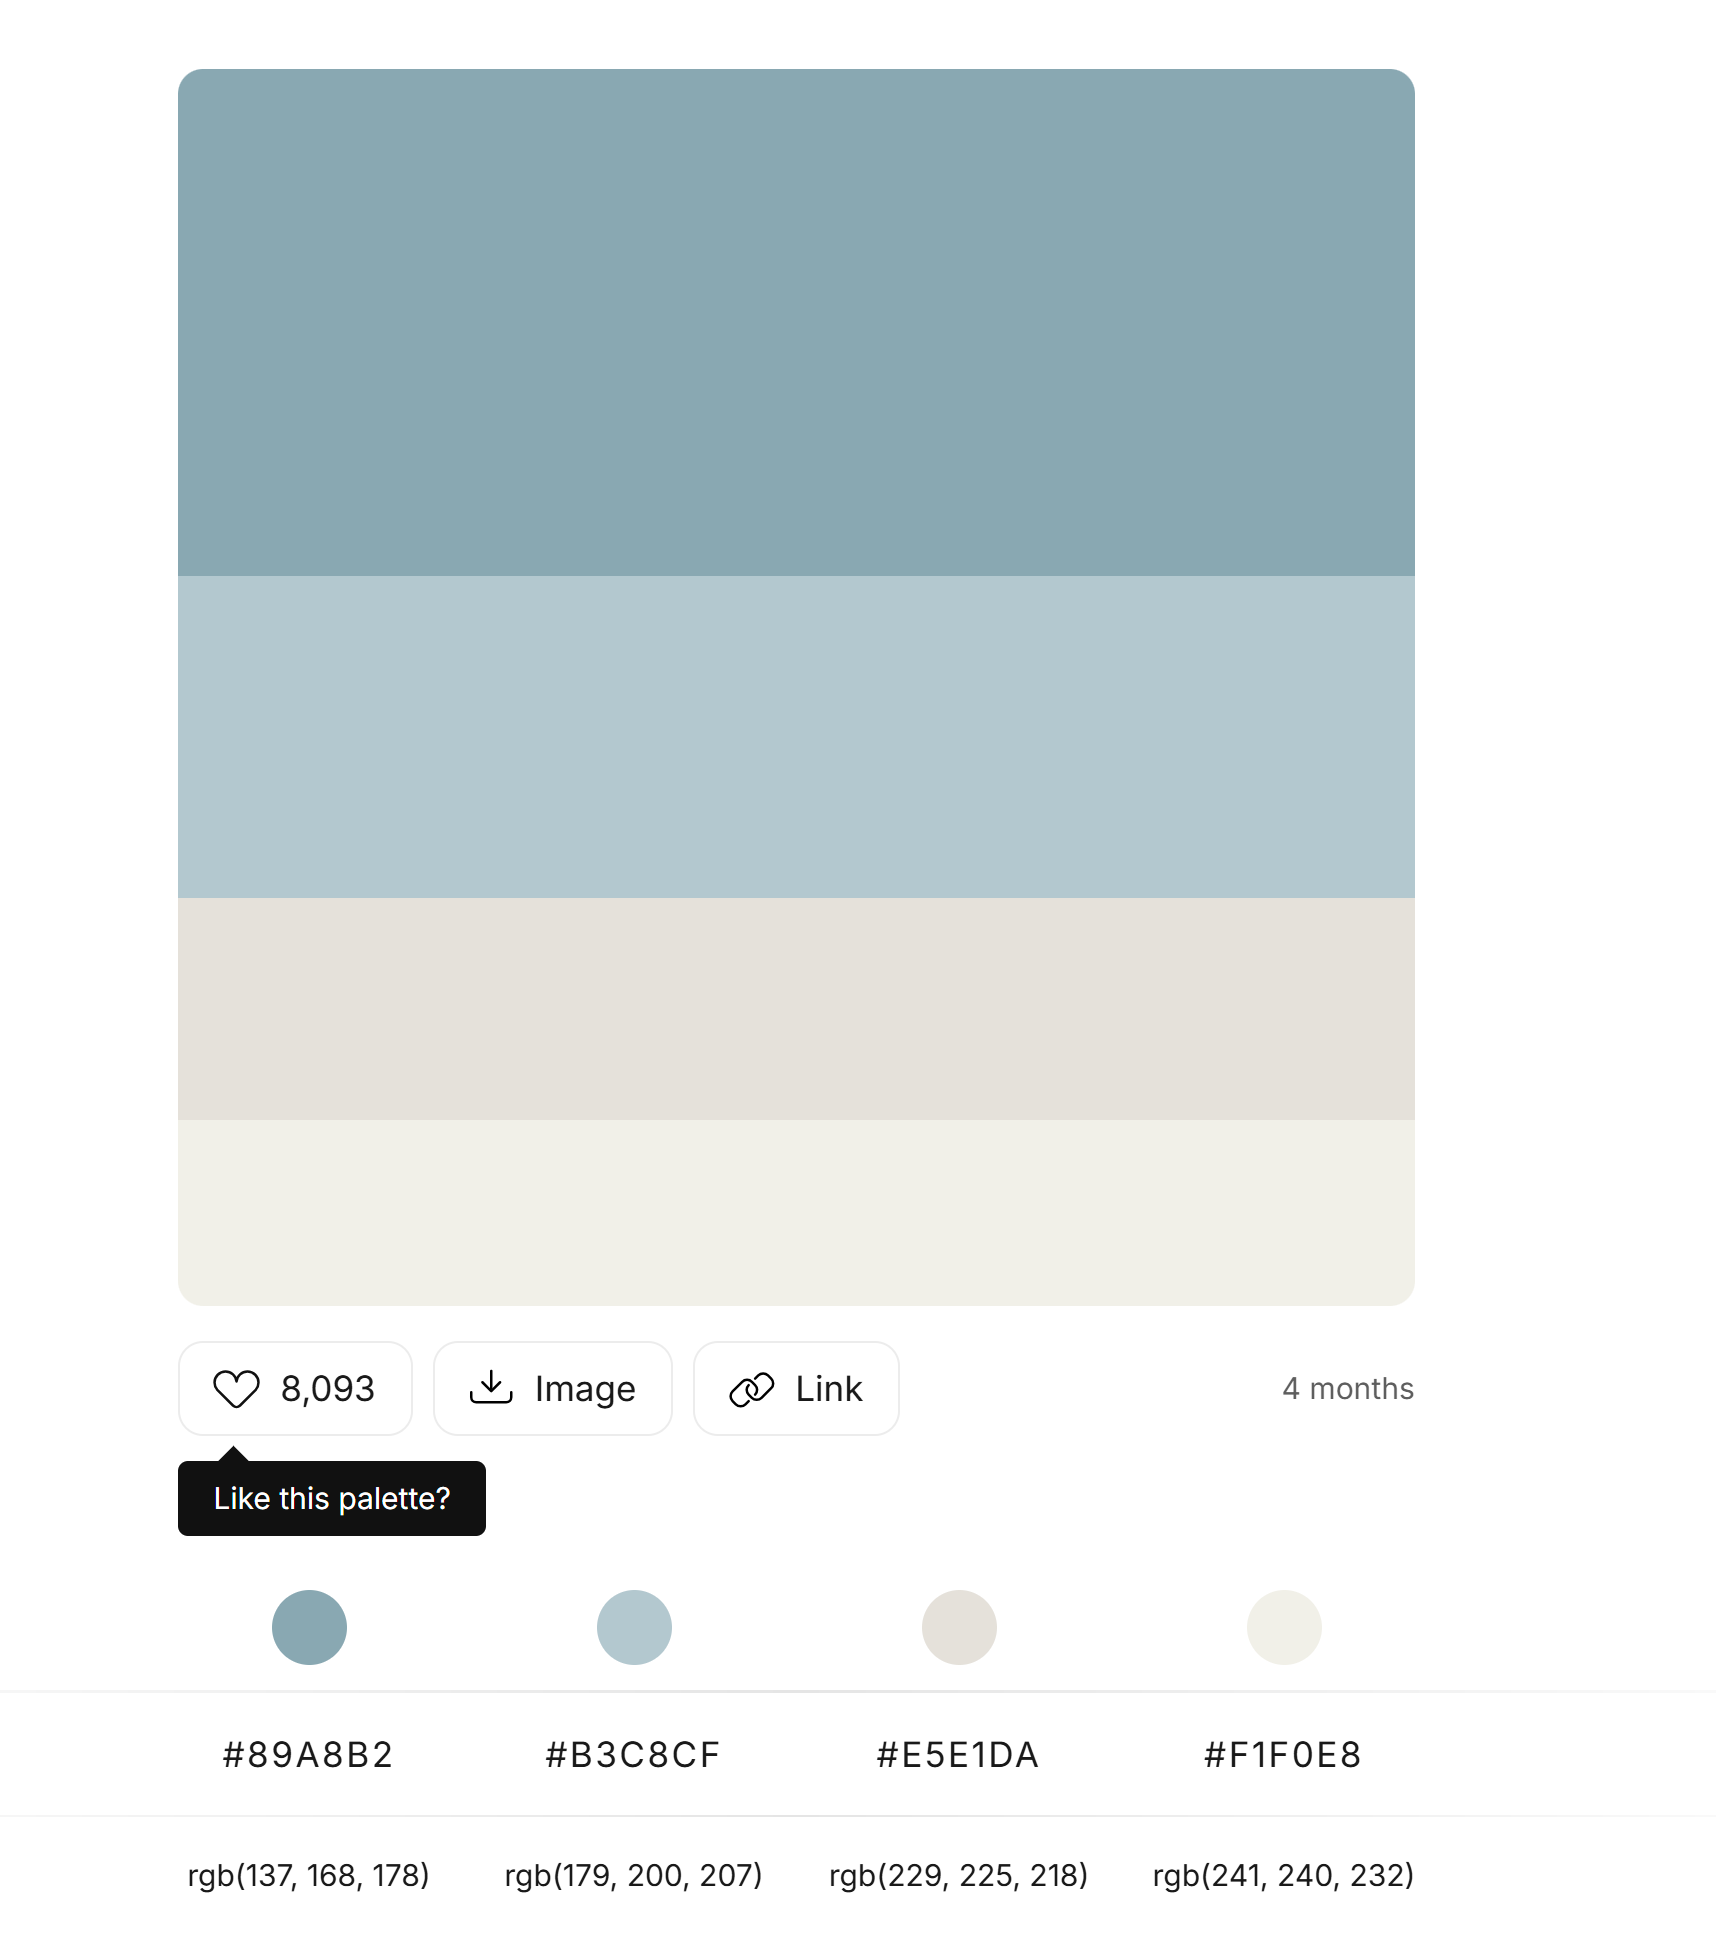 8,093 Image Link 4 months
Like this palette?
#89A8B2 #B3C8CF #E5E1DA #F1F0E8
rgb(137, 168, 178) rgb(179, 200, 207) rgb(229, 225, 218) rgb(241, 240, 232)